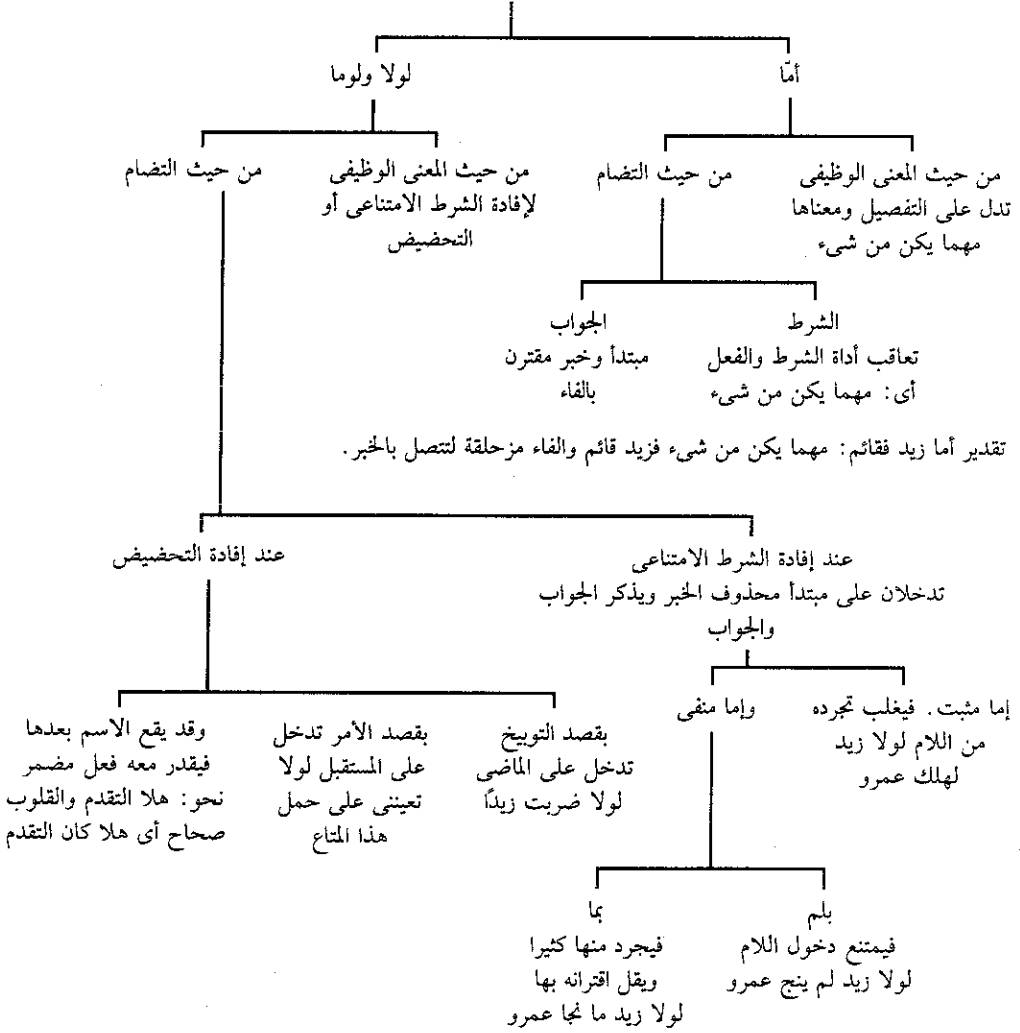 أمّا
لولا ولوما
من حيث المعنى الوظيفى
تدل على التفصيل ومعناها
مهما يكن من شىء
من حيث التضام
من حيث المعنى الوظيفى
لإفادة الشرط الامتناعى أو
التحضيض
من حيث التضام
الشرط
تعاقب أداة الشرط والفعل
أى: مهما يكن من شىء
الجواب
مبتدأ وخبر مقترن
بالفاء
تقدير أما زيد فقائم: مهما يكن من شىء فزيد قائم والفاء مزحلقة لتتصل بالخبر.
عند إفادة الشرط الامتناعى
تدخلان على مبتدأ محذوف الخبر ويذكر الجواب
والجواب
عند إفادة التحضيض
إما مثبت. فيغلب تجرده
من اللام لولا زيد
لهلك عمرو
وإما منفى
بقصد التوبيخ
تدخل على الماضى
لولا ضربت زيدًا
بقصد الأمر تدخل
على المستقبل لولا
تعيننى على حمل
هذا المتاع
وقد يقع الاسم بعدها
فيقدر معه فعل مضمر
نحو: هلا التقدم والقلوب
صحاح أى هلا كان التقدم
بلم
فيمتنع دخول اللام
لولا زيد لم ينج عمرو
بما
فيجرد منها كثيرا
ويقل اقترانه بها
لولا زيد ما نجا عمرو